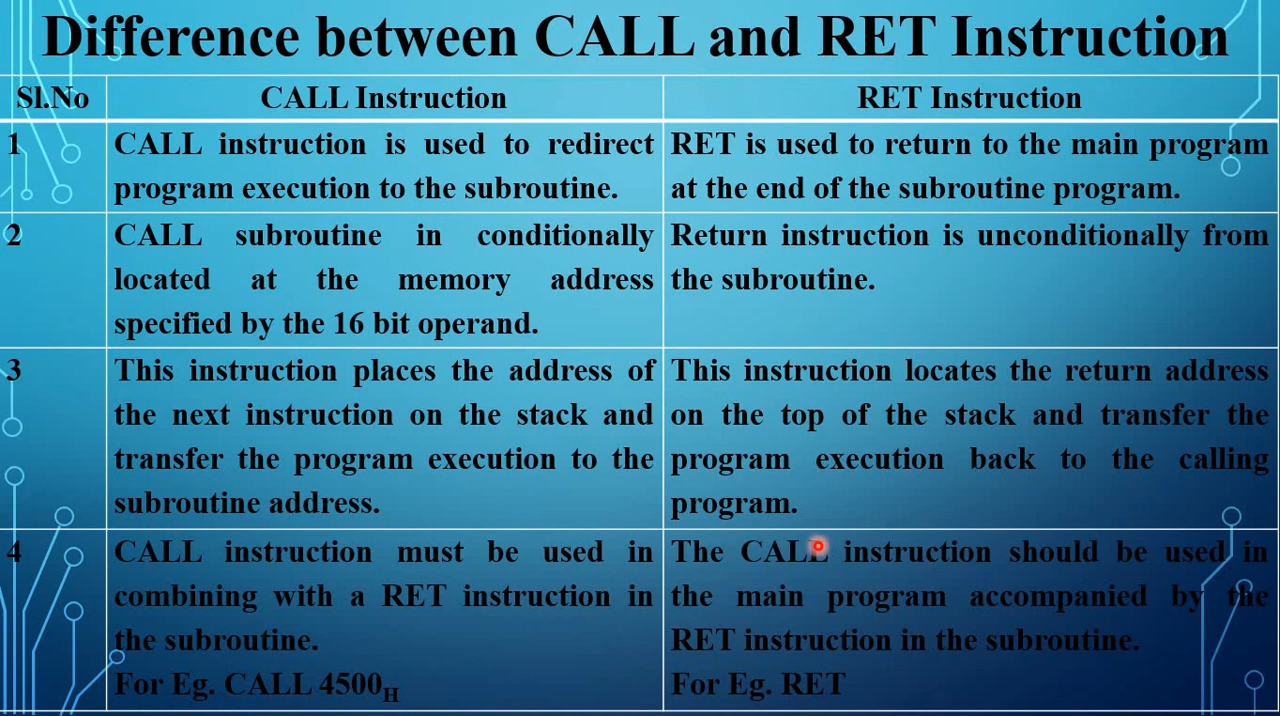 Difference between CALL and RET Instruction
Sl.No CALL Instruction RET Instruction
1 CALL instruction is used to redirect
program execution to the subroutine.
RET is used to return to the main program
at the end of the subroutine program.
2 CALL subroutine in conditionally
located at the memory address
specified by the 16 bit operand.
Return instruction is unconditionally from
the subroutine.
3 This instruction places the address of
the next instruction on the stack and
transfer the program execution to the
subroutine address.
This instruction locates the return address
on the top of the stack and transfer the
program execution back to the calling
program.
4 CALL instruction must be used in
combining with a RET instruction in
the subroutine.
For Eg. CALL 4500H
The CALL instruction should be used in
the main program accompanied by the
RET instruction in the subroutine.
For Eg. RET